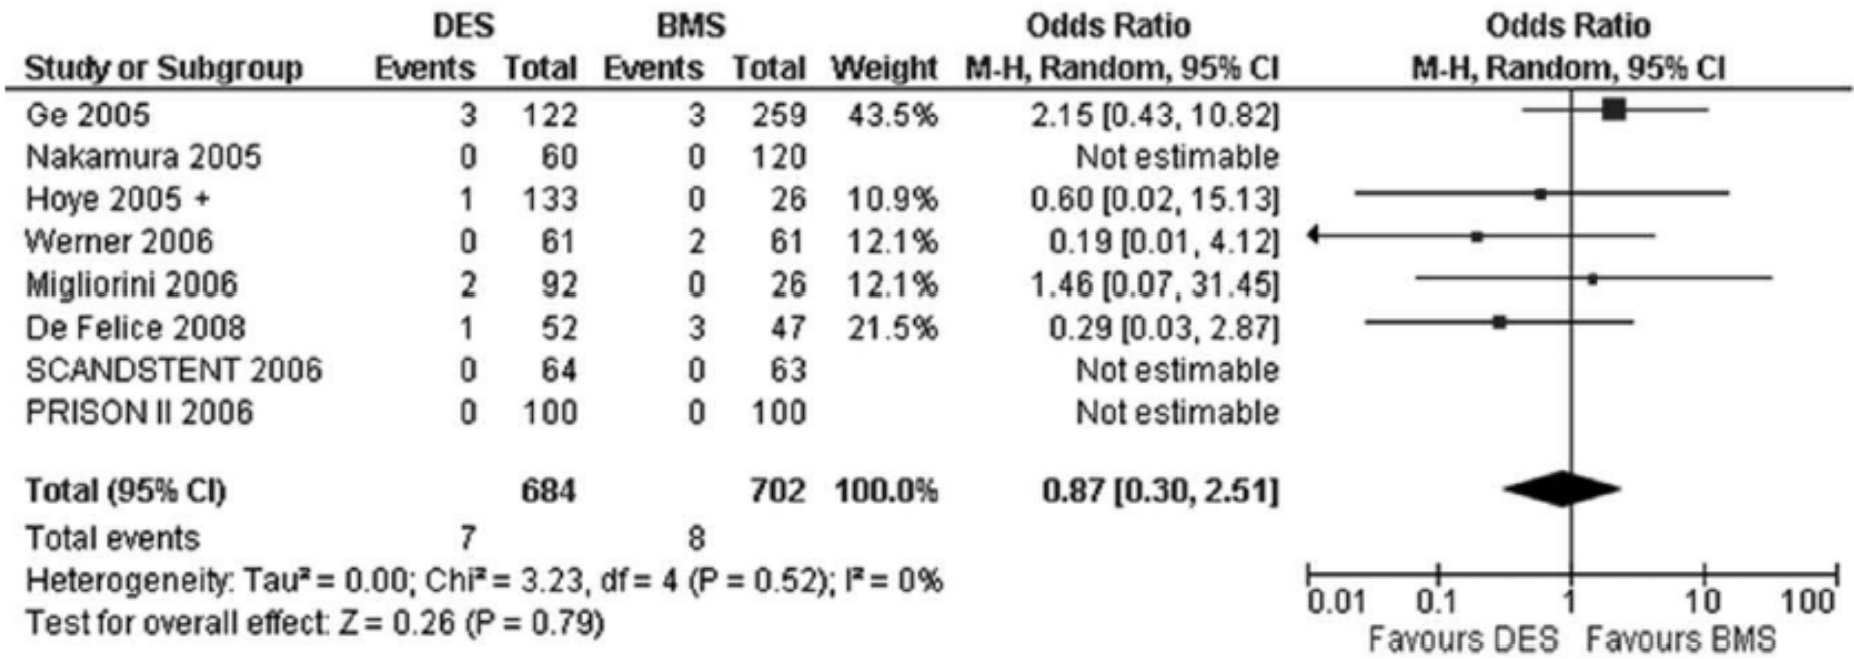 DES BMS Odds Ratio Odds Ratio
Study or Subgroup Events Total Events Total Weight M-H, Random, 95% CI M-H, Random, 95% CI
Ge 2005 3 122 3 259 43.5% 2.15 [0.43, 10.82]
Nakamura 2005 0 60 0 120 Not estimable
Hoye 2005 + 1 133 0 26 10.9% 0.60 [0.02, 15.13]
Werner 2006 0 61 2 61 12.1% 0.19 [0.01, 4.12]
Migliorini 2006 2 92 0 26 12.1% 1.46 [0.07, 31.45]
De Felice 2008 1 52 3 47 21.5% 0.29 [0.03, 2.87]
SCANDSTENT 2006 0 64 0 63 Not estimable
PRISON II 2006 0 100 0 100 Not estimable
Total (95% CI) 684 702 100.0% 0.87 [0.30, 2.51]
Total events 7 8
Heterogeneity: Tau² = 0.00; Chi² = 3.23, df = 4 (P = 0.52); I² = 0%
Test for overall effect: Z = 0.26 (P = 0.79)
0.01 0.1 1 10 100
Favours DES Favours BMS